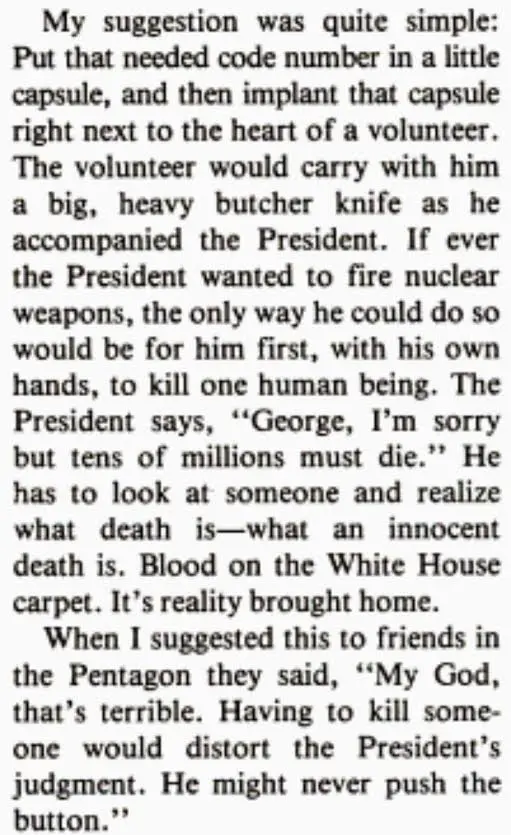 My suggestion was quite simple:
Put that needed code number in a little
capsule, and then implant that capsule
right next to the heart of a volunteer.
The volunteer would carry with him
a big, heavy butcher knife as he
accompanied the President. If ever
the President wanted to fire nuclear
weapons, the only way he could do so
would be for him first, with his own
hands, to kill one human being. The
President says, “George, I’m sorry
but tens of millions must die.” He
has to look at someone and realize
what death is—what an innocent
death is. Blood on the White House
carpet. It’s reality brought home.
When I suggested this to friends in
the Pentagon they said, “My God,
that’s terrible. Having to kill some-
one would distort the President’s
judgment. He might never push the
button.”